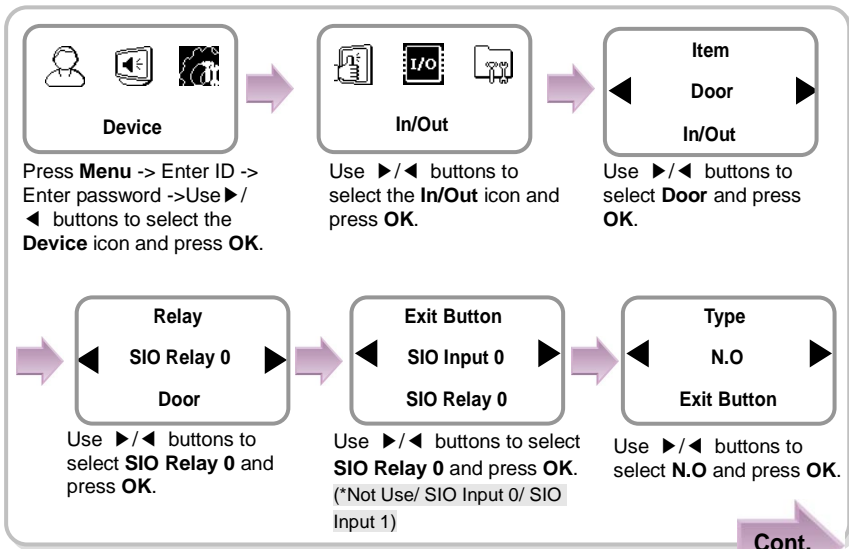 I/O
Device
In/Out
Item
Door
In/Out
Press Menu -> Enter ID ->
Enter password ->Use▶/
◀ buttons to select the
Device icon and press OK.
Use ▶/◀ buttons to
select the In/Out icon and
press OK.
Use ▶/◀ buttons to
select Door and press
OK.
Relay
SIO Relay 0
Door
Exit Button
SIO Input 0
SIO Relay 0
Type
N.O
Exit Button
Use ▶/◀ buttons to
select SIO Relay 0 and
press OK.
Use ▶/◀ buttons to select
SIO Relay 0 and press OK.
(*Not Use/ SIO Input 0/ SIO
Input 1)
Use ▶/◀ buttons to
select N.O and press OK.
Cont.